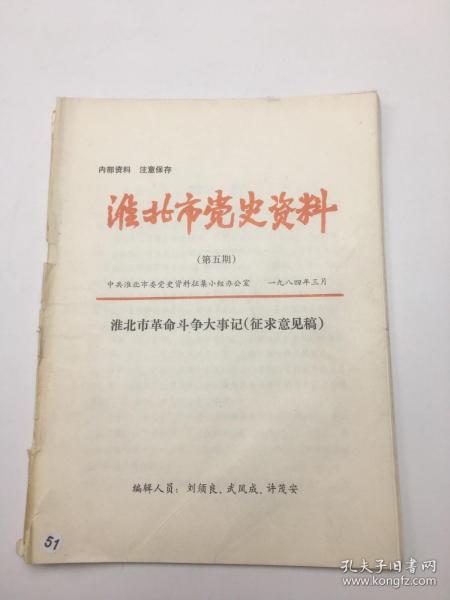 内部资料 注意保存
淮北市党史资料
(第五期)
中共淮北市委党史资料征集小组办公室 一九八四年三月
淮北市革命斗争大事记(征求意见稿)
编辑人员：刘须良、武凤成、许茂安
51
孔夫子旧书网
www.kongfz.com